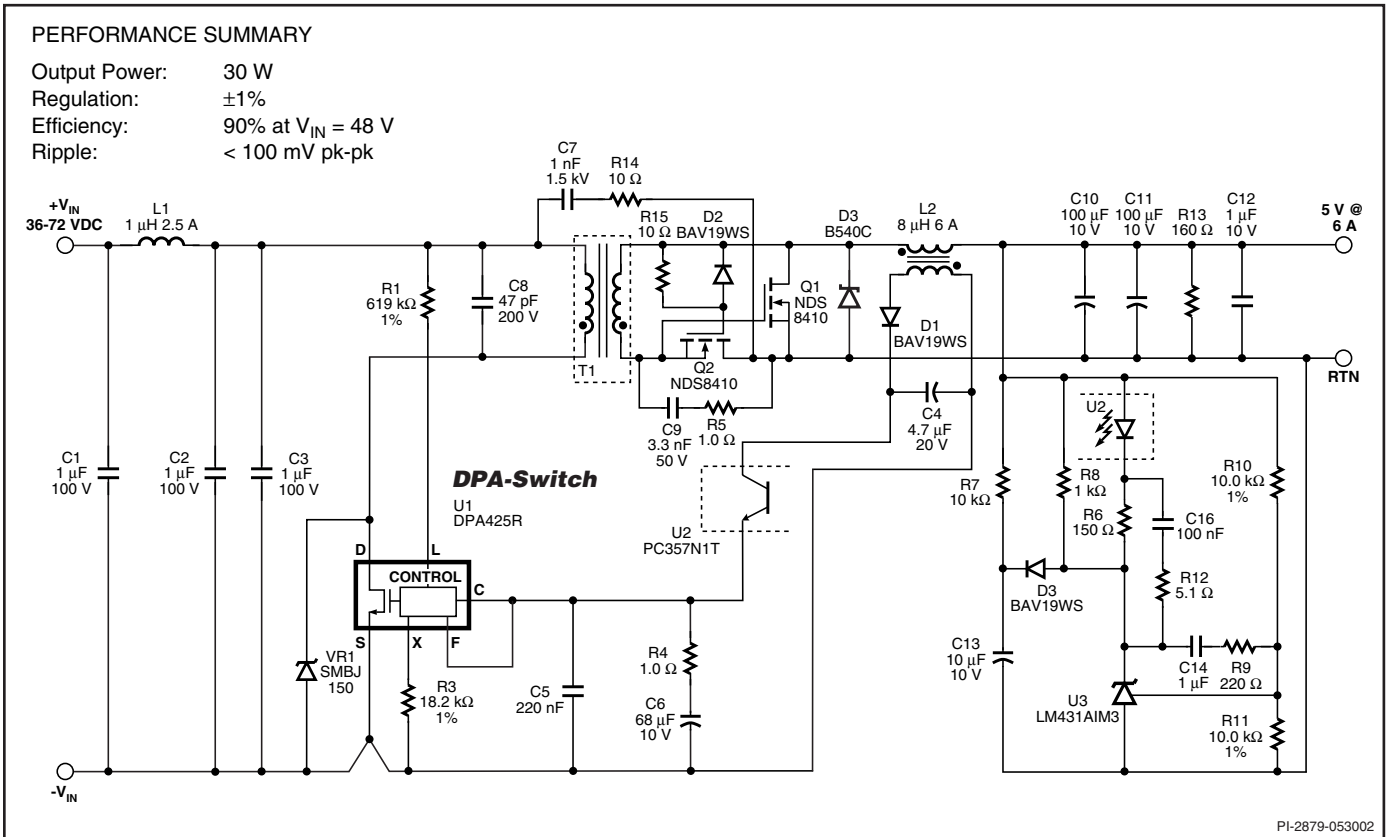 PERFORMANCE SUMMARY
Output Power: 30 W
Regulation: ±1%
Efficiency: 90% at VIN = 48 V
Ripple: < 100 mV pk-pk
+VIN
36-72 VDC
L1
1 µH 2.5 A
C7
1 nF
1.5 kV
R14
10 Ω
R15
10 Ω
D2
BAV19WS
D3
B540C
L2
8 µH 6 A
C10
100 µF
10 V
C11
100 µF
10 V
R13
160 Ω
C12
1 µF
10 V
5 V @
6 A
R1
619 kΩ
1%
C8
47 pF
200 V
T1
Q1
NDS
8410
Q2
NDS8410
D1
BAV19WS
RTN
C9
3.3 nF
50 V
R5
1.0 Ω
C4
4.7 µF
20 V
U2
C1
1 µF
100 V
C2
1 µF
100 V
C3
1 µF
100 V
DPA-Switch
U1
DPA425R
U2
PC357N1T
R7
10 kΩ
R8
1 kΩ
R6
150 Ω
C16
100 nF
R10
10.0 kΩ
1%
D
L
CONTROL
C
S
X
F
R12
5.1 Ω
D3
BAV19WS
VR1
SMBJ
150
R3
18.2 kΩ
1%
C5
220 nF
R4
1.0 Ω
C6
68 µF
10 V
C13
10 µF
10 V
C14
1 µF
R9
220 Ω
U3
LM431AIM3
R11
10.0 kΩ
1%
-VIN
PI-2879-053002